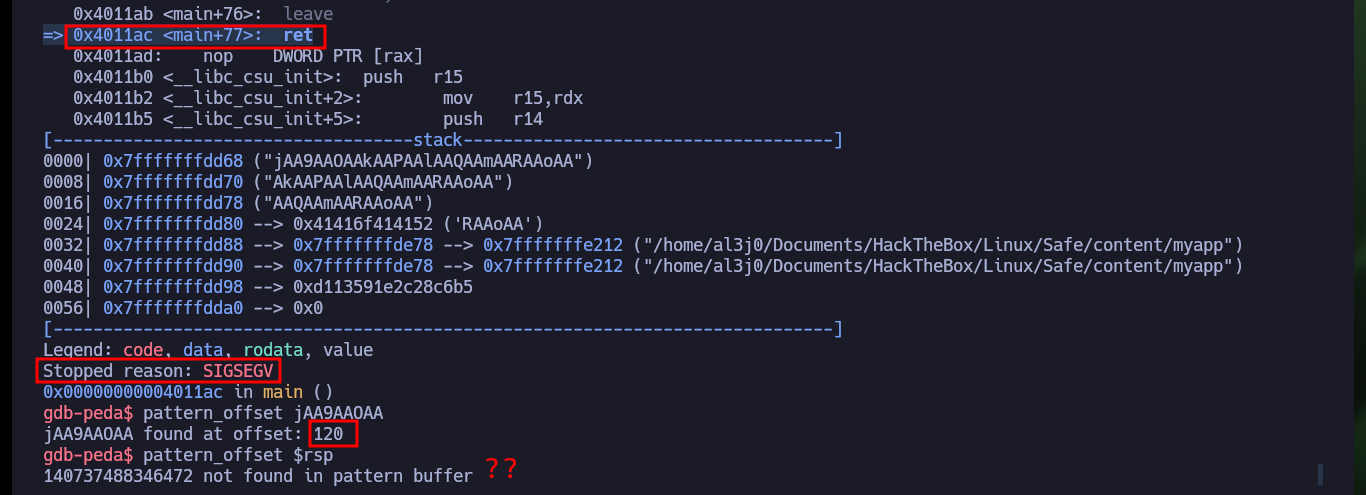 0x4011ab <main+76>: leave
=> 0x4011ac <main+77>: ret
0x4011ad: nop DWORD PTR [rax]
0x4011b0 <__libc_csu_init>: push r15
0x4011b2 <__libc_csu_init+2>: mov r15,rdx
0x4011b5 <__libc_csu_init+5>: push r14
[------------------------------------stack-------------------------------------]
0000| 0x7fffffffdd68 ("jAA9AAOAAkAAPAAlAAQAAmAARAAoAA")
0008| 0x7fffffffdd70 ("AkAAPAAlAAQAAmAARAAoAA")
0016| 0x7fffffffdd78 ("AAQAAmAARAAoAA")
0024| 0x7fffffffdd80 --> 0x41416f414152 ('RAAoAA')
0032| 0x7fffffffdd88 --> 0x7fffffffde78 --> 0x7fffffffe212 ("/home/al3j0/Documents/HackTheBox/Linux/Safe/content/myapp")
0040| 0x7fffffffdd90 --> 0x7fffffffde78 --> 0x7fffffffe212 ("/home/al3j0/Documents/HackTheBox/Linux/Safe/content/myapp")
0048| 0x7fffffffdd98 --> 0xd113591e2c28c6b5
0056| 0x7fffffffdda0 --> 0x0
[------------------------------------------------------------------------------]
Legend: code, data, rodata, value
Stopped reason: SIGSEGV
0x00000000004011ac in main ()
gdb-peda$ pattern_offset jAA9AAOAA
jAA9AAOAA found at offset: 120
gdb-peda$ pattern_offset $rsp
140737488346472 not found in pattern buffer ??